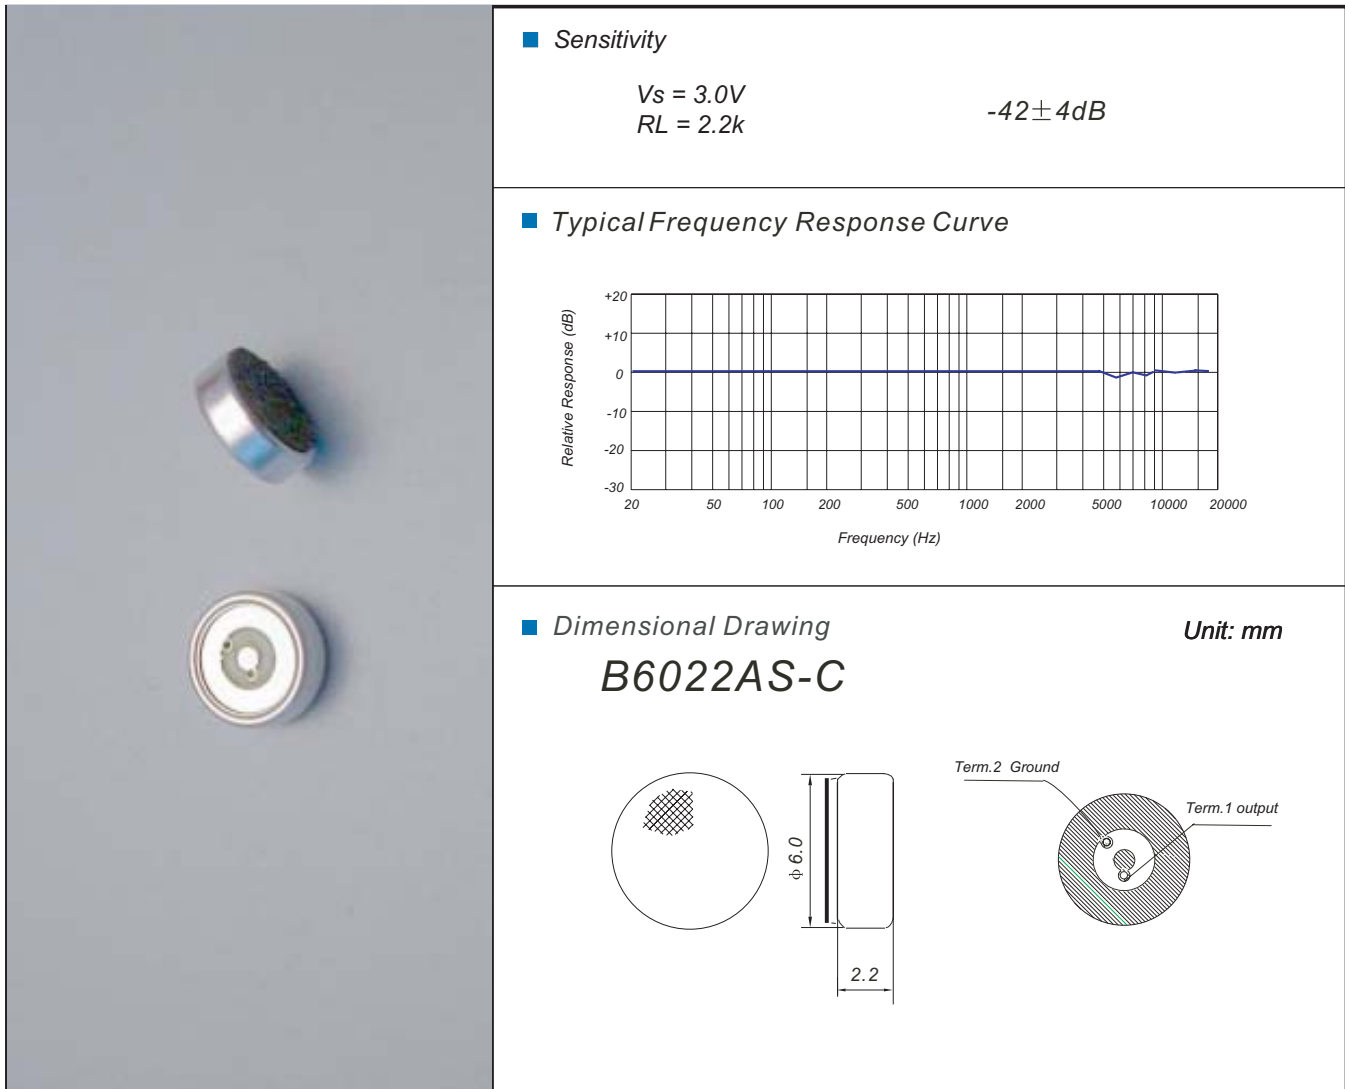 Sensitivity
Vs = 3.0V
RL = 2.2k
-42±4dB
Typical Frequency Response Curve
Relative Response (dB)
+20
+10
0
-10
-20
-30
20 50 100 200 500 1000 2000 5000 10000 20000
Frequency (Hz)
Dimensional Drawing
Unit: mm
B6022AS-C
Term.2 Ground
Term.1 output
φ 6.0
2.2